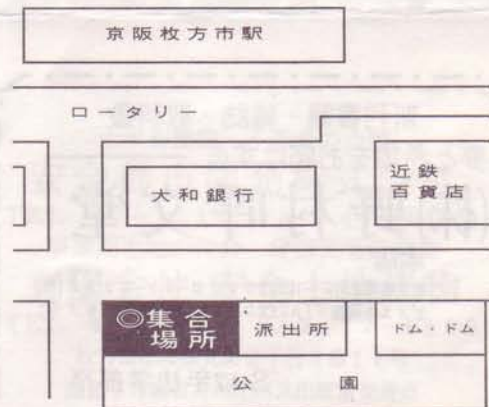 京阪枚方市駅
ロータリー
大和銀行
近鉄
百貨店
◎集合
場所
派出所
ドム・ドム
公園